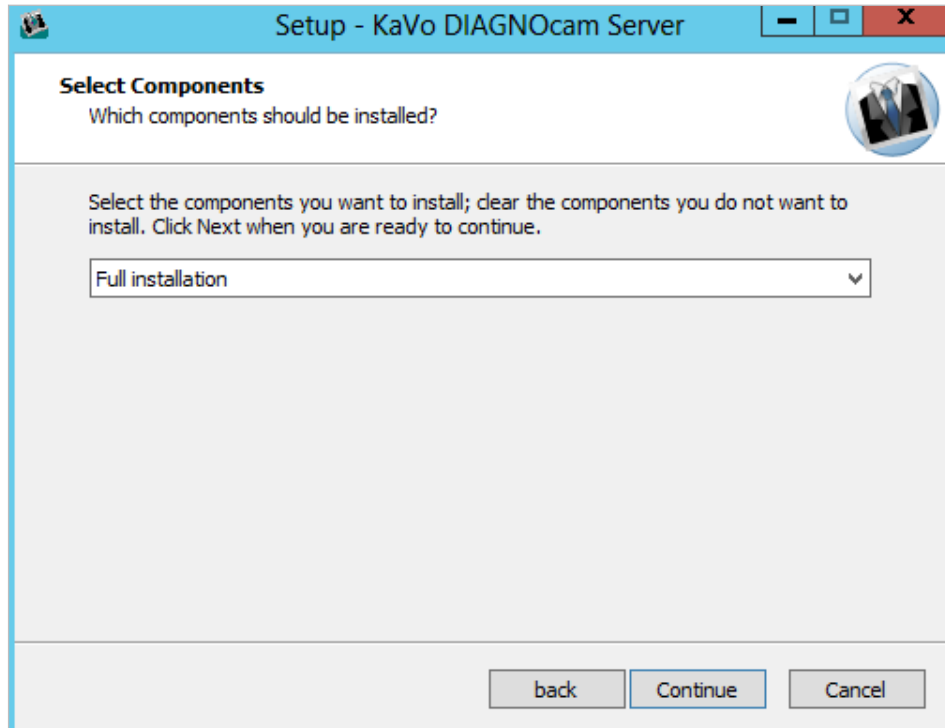 Setup - KaVo DIAGNOcam Server
Select Components
Which components should be installed?
Select the components you want to install; clear the components you do not want to
install. Click Next when you are ready to continue.
Full installation
back
Continue
Cancel